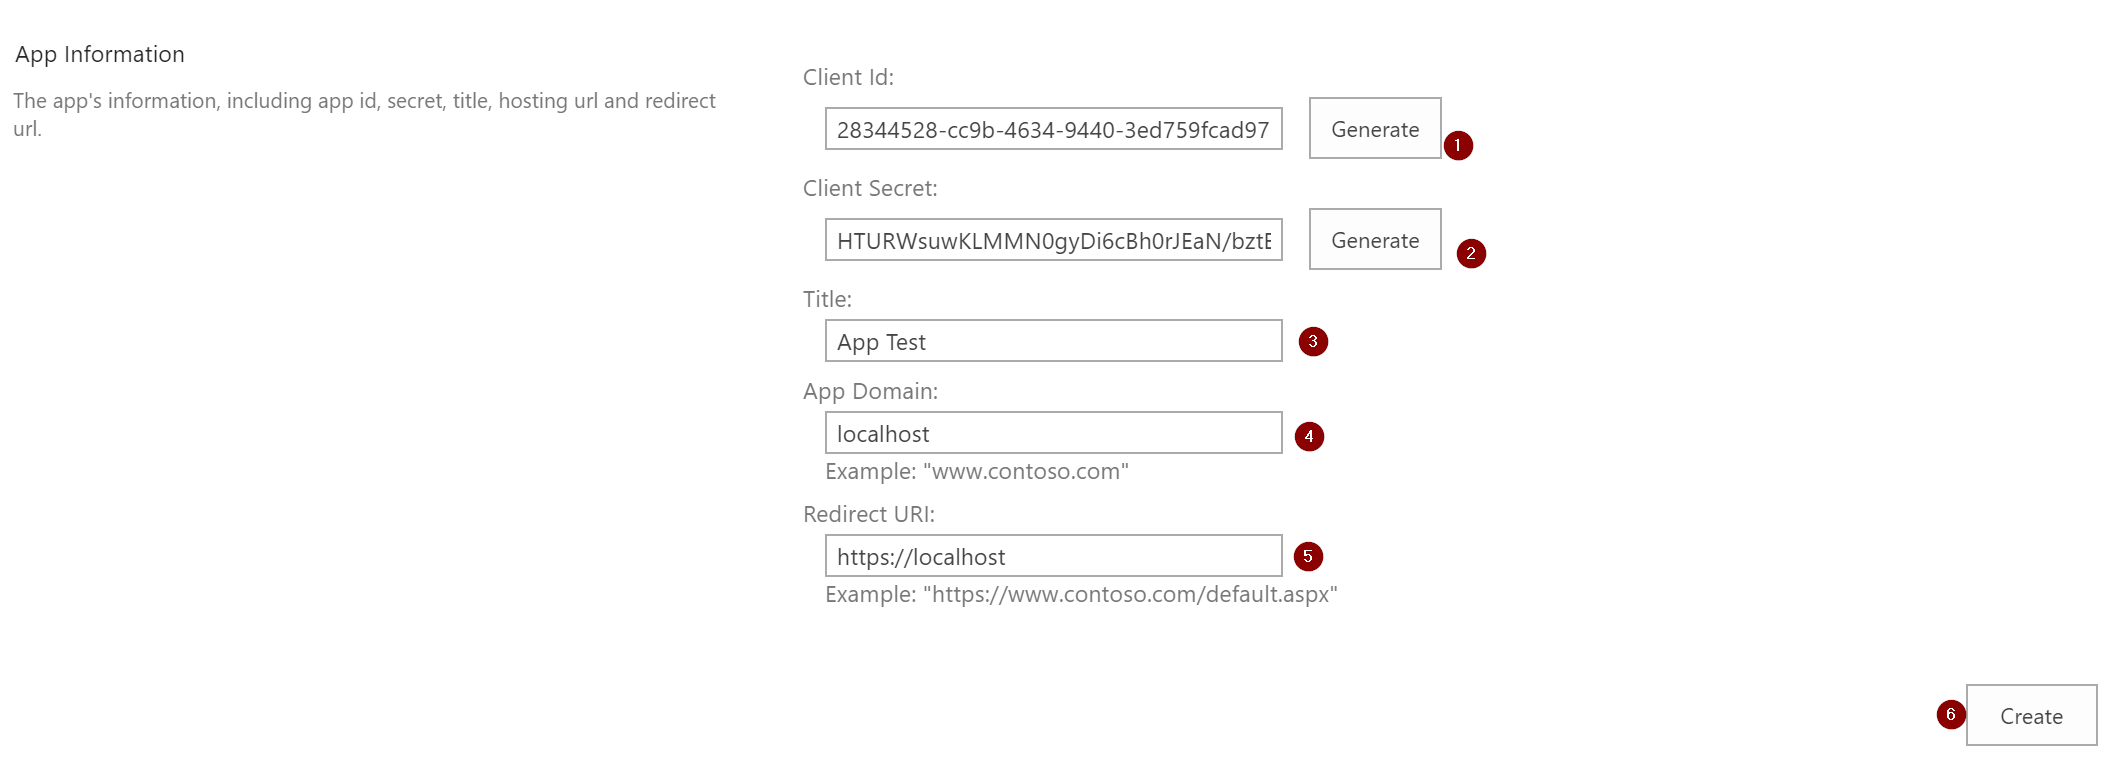 App Information
The app's information, including app id, secret, title, hosting url and redirect
url.
Client Id:
28344528-cc9b-4634-9440-3ed759fcad97
Generate
1
Client Secret:
HTURWsuwKLMMN0gyDi6cBh0rJEaN/bztE
Generate
2
Title:
App Test
3
App Domain:
localhost
4
Example: "www.contoso.com"
Redirect URI:
https://localhost
5
Example: "https://www.contoso.com/default.aspx"
6
Create